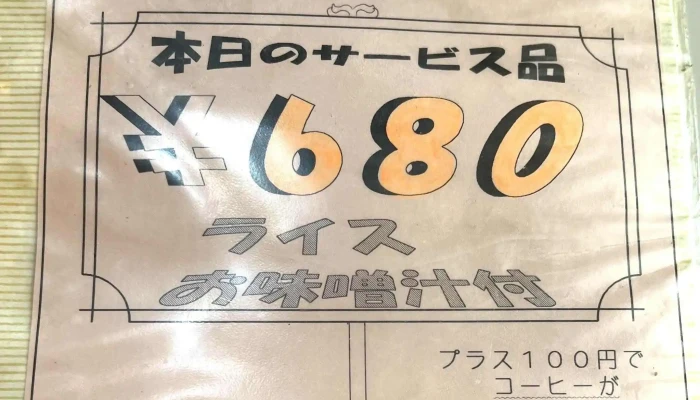 本日のサービス品
¥680
ライス
お味噌汁付
プラス１００円で
コーヒーが